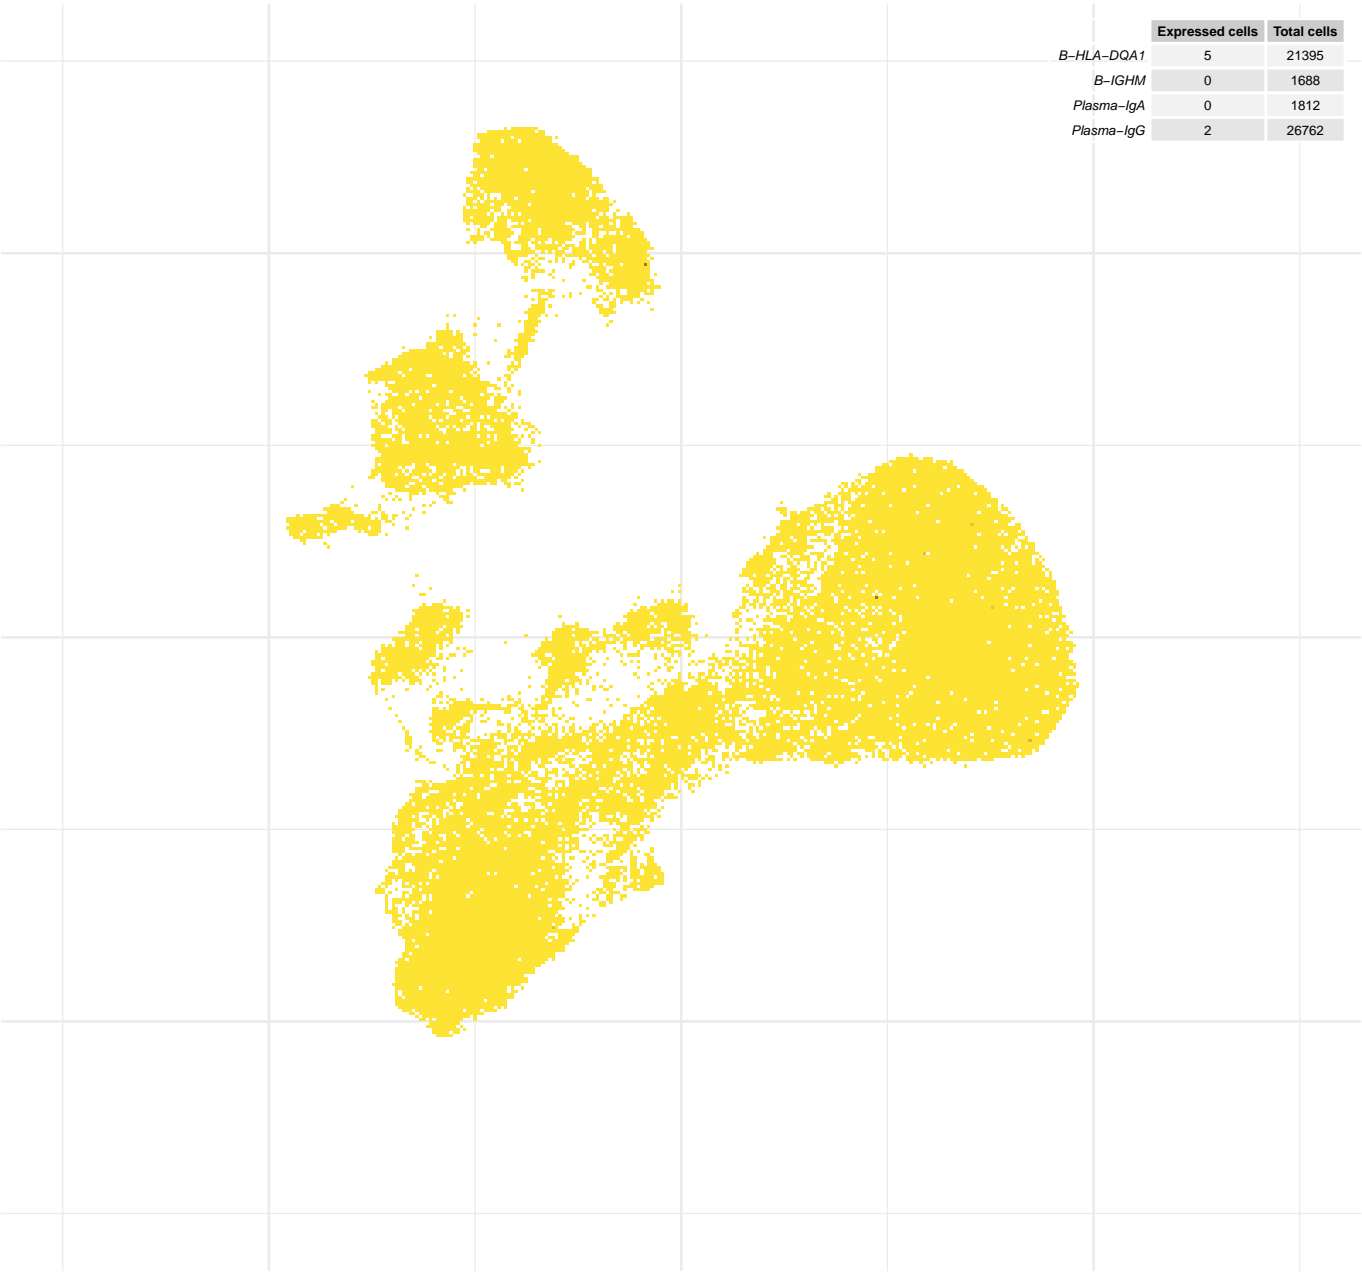 Expressed cells Total cells
B−HLA−DQA1 5 21395
B−IGHM 0 1688
Plasma−IgA 0 1812
Plasma−IgG 2 26762